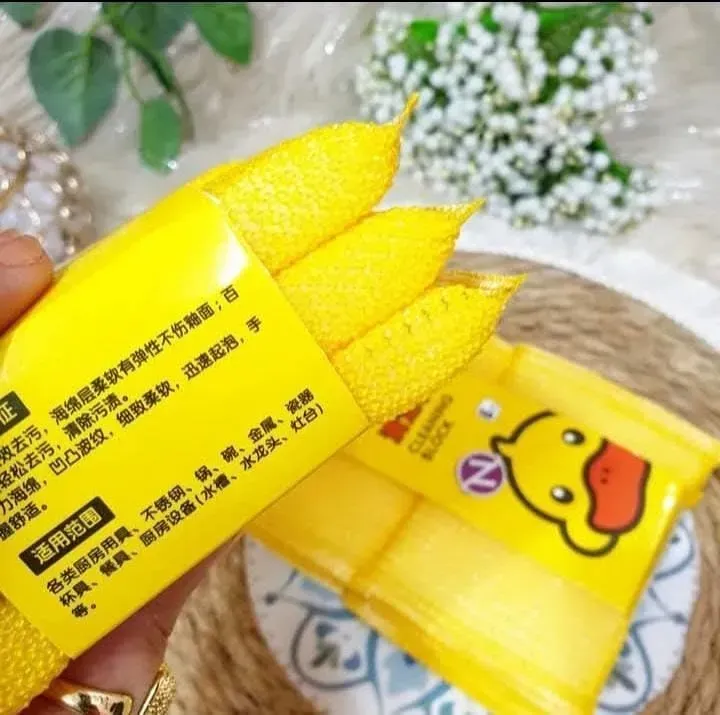 征
效去污，海绵层柔软有弹性不伤釉面；百
轻松去污，清除污渍。
力海绵，凹凸波纹，细致柔软，迅速起泡，手
舒适。
适用范围
各类厨房用具、不锈钢、锅、碗、金属、瓷器
杯具、餐具、厨房设备(水槽、水龙头、灶台)
等。
CLEANING
BLOCK
N